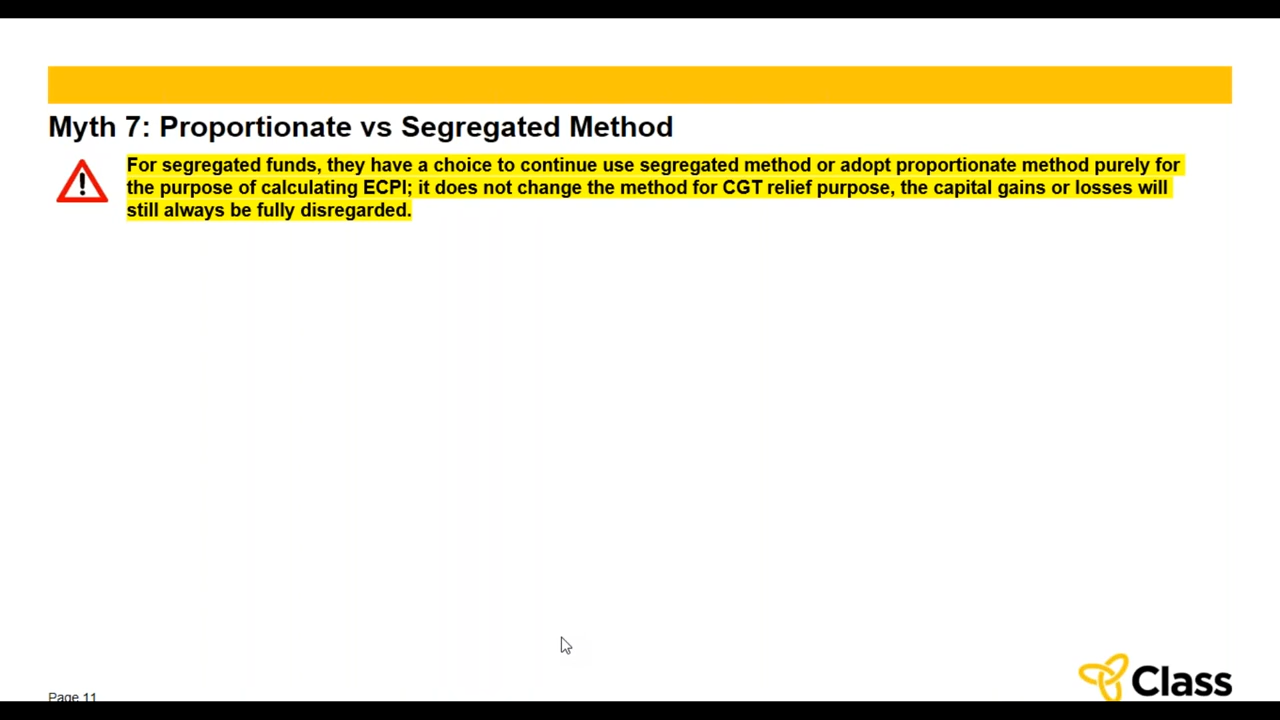 Myth 7: Proportionate vs Segregated Method
For segregated funds, they have a choice to continue use segregated method or adopt proportionate method purely for
the purpose of calculating ECPI; it does not change the method for CGT relief purpose, the capital gains or losses will
still always be fully disregarded.
Class
Page 11